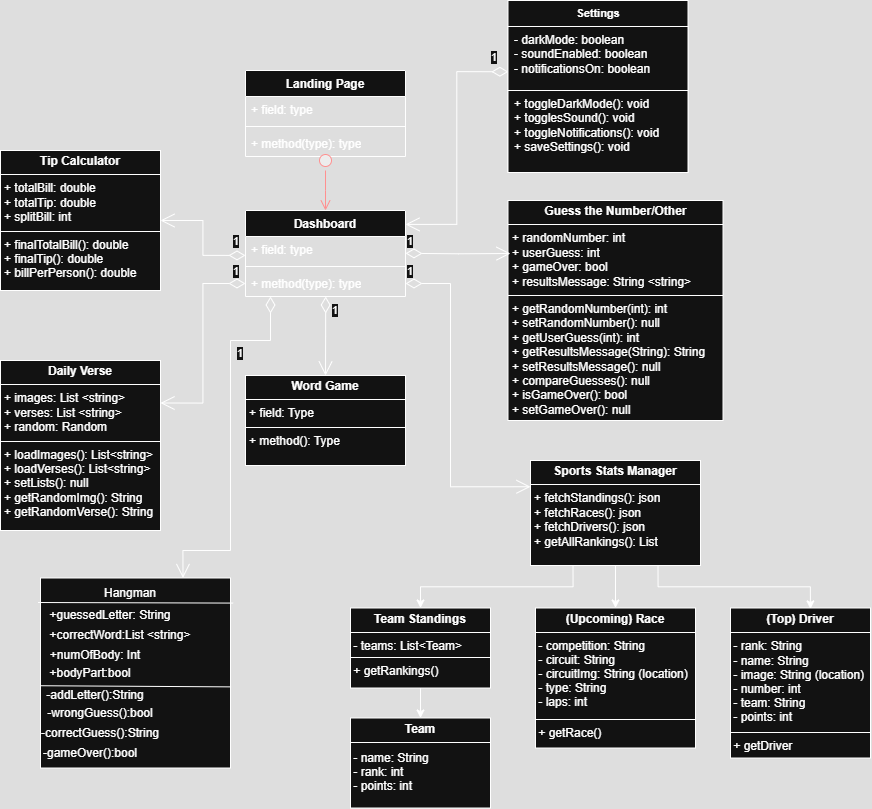 Settings
- darkMode: boolean
- soundEnabled: boolean
- notificationsOn: boolean
+ toggleDarkMode(): void
+ togglesSound(): void
+ toggleNotifications(): void
+ saveSettings(): void
1
Landing Page
+ field: type
+ method(type): type
Tip Calculator
+ totalBill: double
+ totalTip: double
+ splitBill: int
+ finalTotalBill(): double
+ finalTip(): double
+ billPerPerson(): double
Dashboard
+ field: type
+ method(type): type
1
1
1
1
1
1
Guess the Number/Other
+ randomNumber: int
+ userGuess: int
+ gameOver: bool
+ resultsMessage: String <string>
+ getRandomNumber(int): int
+ setRandomNumber(): null
+ getUserGuess(int): int
+ getResultsMessage(String): String
+ setResultsMessage(): null
+ compareGuesses(): null
+ isGameOver(): bool
+ setGameOver(): null
Daily Verse
+ images: List <string>
+ verses: List <string>
+ random: Random
+ loadImages(): List<string>
+ loadVerses(): List<string>
+ setLists(): null
+ getRandomImg(): String
+ getRandomVerse(): String
Word Game
+ field: Type
+ method(): Type
Sports Stats Manager
+ fetchStandings(): json
+ fetchRaces(): json
+ fetchDrivers(): json
+ getAllRankings(): List
Hangman
+guessedLetter: String
+correctWord:List <string>
+numOfBody: Int
+bodyPart:bool
-addLetter():String
-wrongGuess():bool
-correctGuess():String
-gameOver():bool
Team Standings
- teams: List<Team>
+ getRankings()
(Upcoming) Race
- competition: String
- circuit: String
- circuitImg: String (location)
- type: String
- laps: int
+ getRace()
(Top) Driver
- rank: String
- name: String
- image: String (location)
- number: int
- team: String
- points: int
+ getDriver
Team
- name: String
- rank: int
- points: int